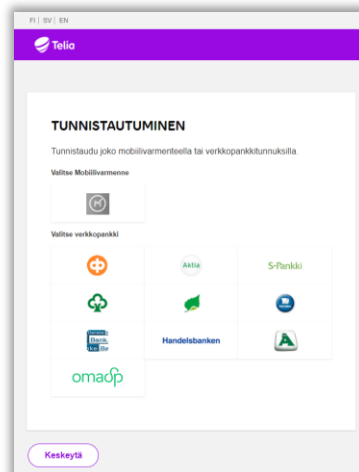 FI | SV | EN
Telia
TUNNISTAUTUMINEN
Tunnistaudu joko mobiilivarmenteella tai verkkopankkitunnuksilla.
Valitse Mobiilivarmenne
Valitse verkkopankki
Aktia
S-Pankki
Bank
Handelsbanken
A
omasp
Keskeytä